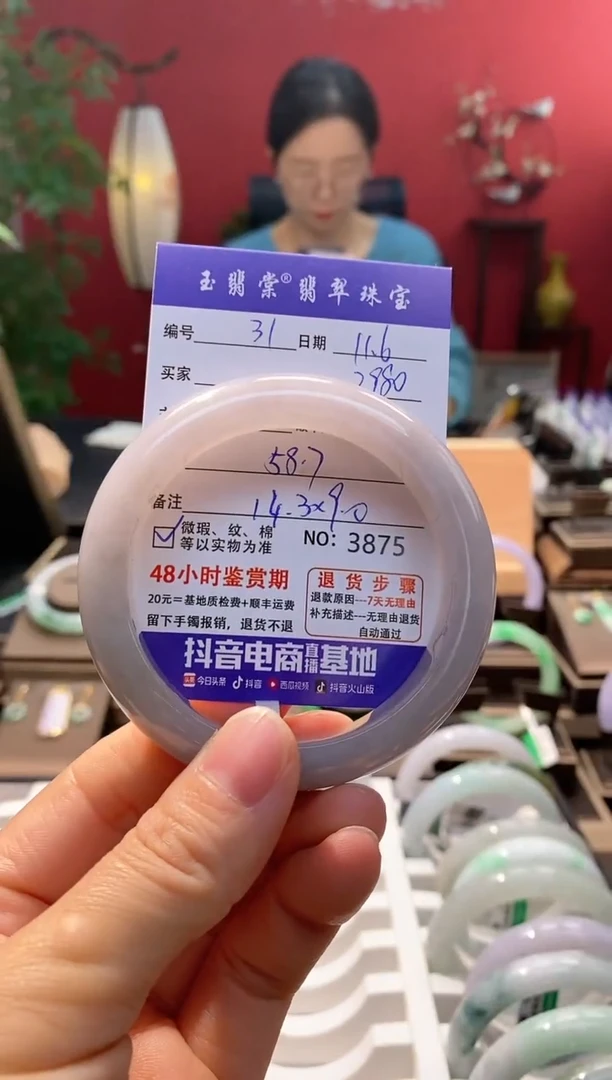 玉翡棠® 翡翠珠宝
编号 31 日期 11.6
买家 2980
58.7
备注 14.3×9.0
✓ 微瑕、纹、棉
等以实物为准
NO: 3875
48小时鉴赏期
20元=基地质检费+顺丰运费
留下手镯报销，退货不退
退货步骤
退款原因---7天无理由
补充描述---无理由退货
自动通过
抖音电商直播基地
头条 今日头条 抖音 西瓜视频 抖音火山版